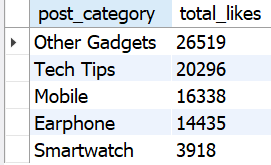 post_category total_likes
Other Gadgets 26519
Tech Tips 20296
Mobile 16338
Earphone 14435
Smartwatch 3918